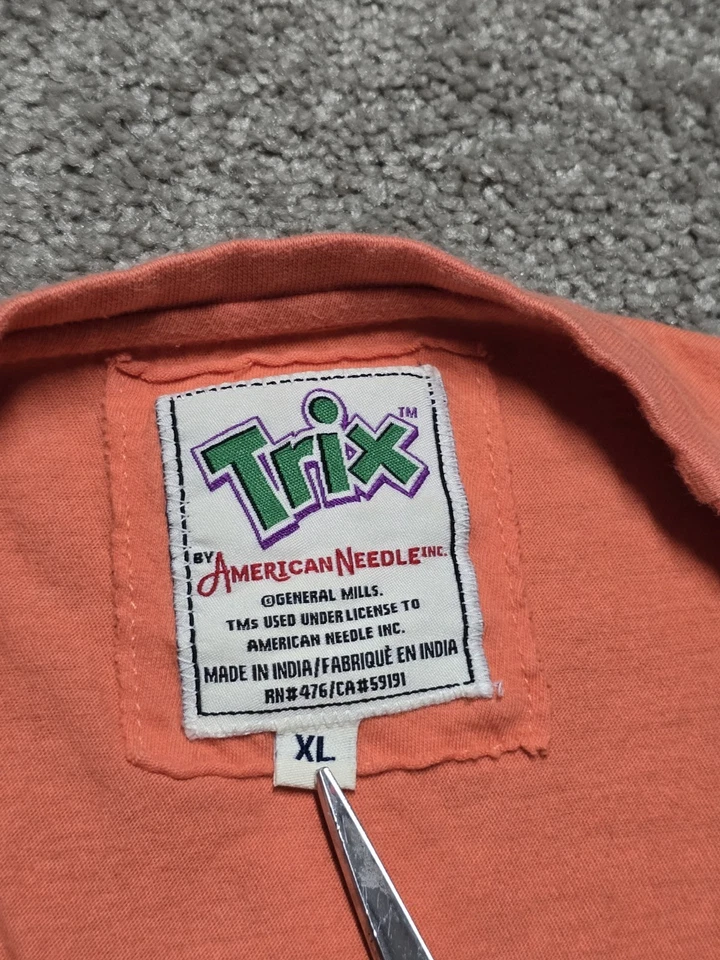 Trix™
BY AMERICAN NEEDLE INC.
©GENERAL MILLS.
TMs USED UNDER LICENSE TO
AMERICAN NEEDLE INC.
MADE IN INDIA/FABRIQUÈ EN INDIA
RN#476/CA#59191
XL